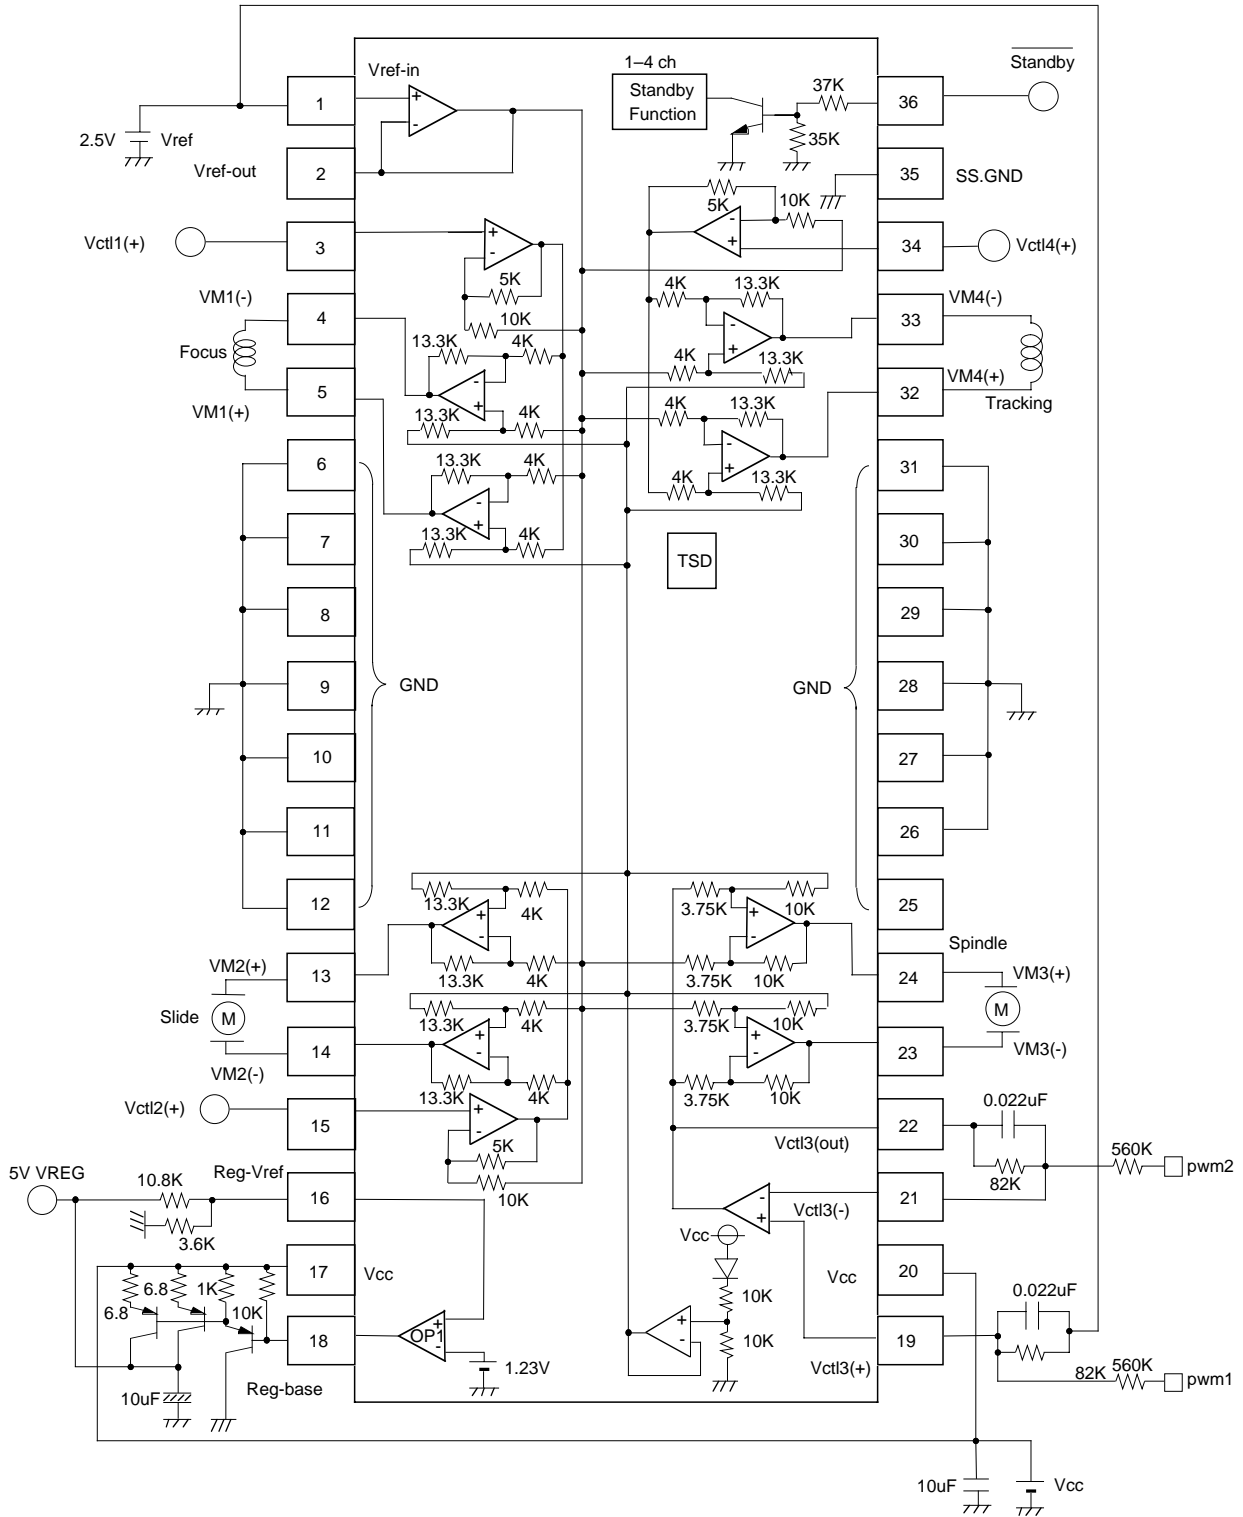 Vref-in
1–4 ch
Standby
Function
37K
35K
Standby
1
+
-
36
2.5V
Vref
Vref-out
2
35
SS.GND
5K
10K
Vctl1(+)
3
+
-
-
+
34
Vctl4(+)
5K
10K
VM1(-)
4
4K
13.3K
33
VM4(-)
Focus
13.3K
4K
-
+
-
+
4K
13.3K
VM1(+)
5
32
VM4(+)
Tracking
13.3K
4K
4K
13.3K
6
13.3K
4K
-
+
-
+
4K
13.3K
31
7
13.3K
4K
TSD
30
8
29
9
GND
GND
28
10
27
11
26
12
13.3K
4K
+
-
3.75K
10K
+
-
25
VM2(+)
13
13.3K
4K
3.75K
10K
24
Spindle
VM3(+)
Slide
M
13.3K
4K
+
-
3.75K
10K
+
-
M
VM2(-)
14
13.3K
4K
3.75K
10K
23
VM3(-)
Vctl2(+)
15
+
-
5K
10K
Vctl3(out)
22
0.022uF
82K
560K
pwm2
5V VREG
10.8K
3.6K
Reg-Vref
16
-
+
Vctl3(-)
21
6.8
6.8
1K
10K
17
Vcc
Vcc
10K
10K
Vcc
20
0.022uF
18
OP1
+
-
1.23V
+
-
19
Vctl3(+)
82K
560K
pwm1
10uF
Reg-base
10uF
Vcc